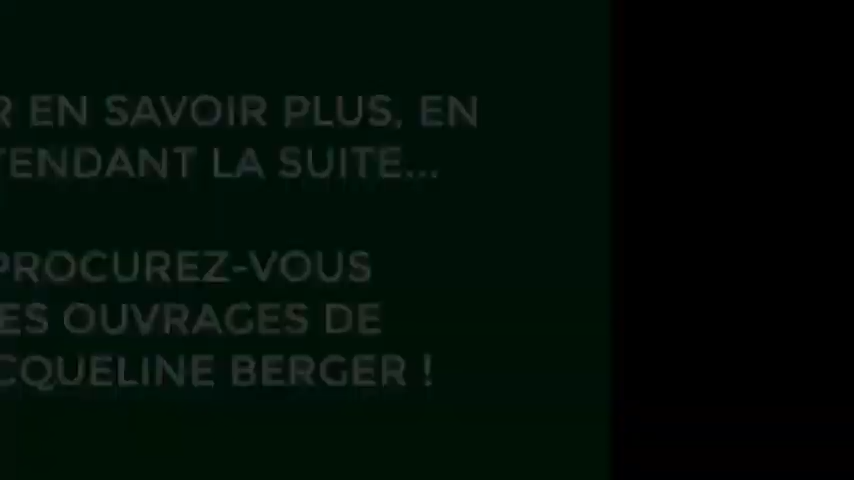 R EN SAVOIR PLUS, EN
TENDANT LA SUITE...
PROCUREZ-VOUS
ES OUVRAGES DE
CQUELINE BERGER !